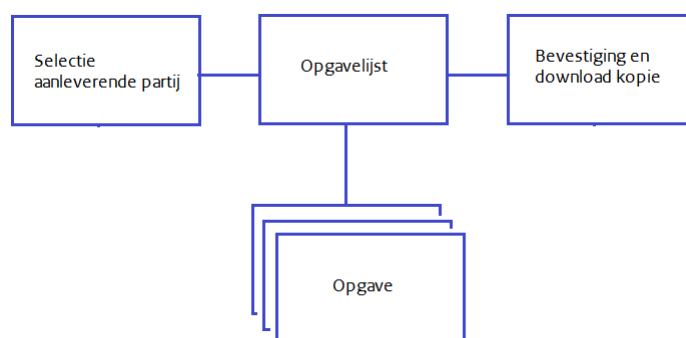 Selectie
aanleverende partij
Opgavelijst
Bevestiging en
download kopie
Opgave